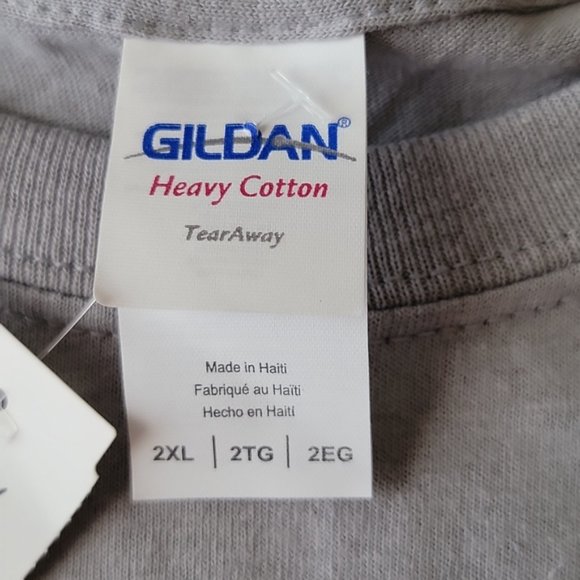 GILDAN®
Heavy Cotton
TearAway
Made in Haiti
Fabriqué au Haïti
Hecho en Haití
2XL | 2TG | 2EG